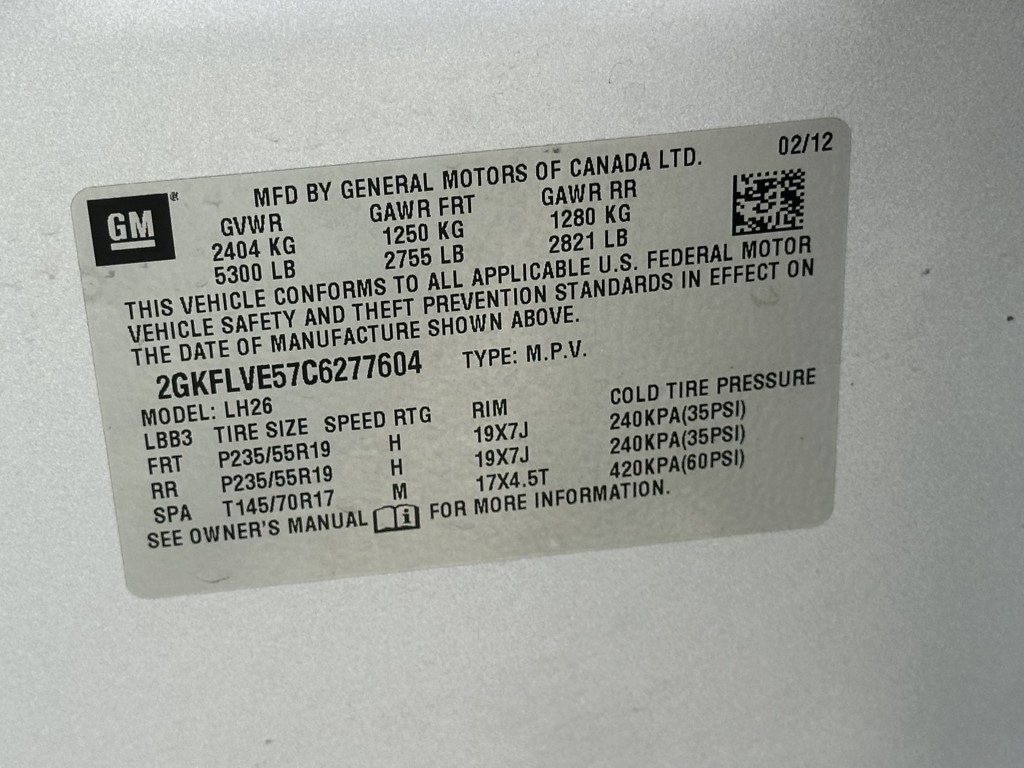 02/12
GM
®
MFD BY GENERAL MOTORS OF CANADA LTD.
GVWR GAWR FRT GAWR RR
2404 KG 1250 KG 1280 KG
5300 LB 2755 LB 2821 LB
THIS VEHICLE CONFORMS TO ALL APPLICABLE U.S. FEDERAL MOTOR
VEHICLE SAFETY AND THEFT PREVENTION STANDARDS IN EFFECT ON
THE DATE OF MANUFACTURE SHOWN ABOVE.
2GKFLVE57C6277604 TYPE: M.P.V.
MODEL: LH26
LBB3 TIRE SIZE SPEED RTG RIM COLD TIRE PRESSURE
FRT P235/55R19 H 19X7J 240KPA(35PSI)
RR P235/55R19 H 19X7J 240KPA(35PSI)
SPA T145/70R17 M 17X4.5T 420KPA(60PSI)
SEE OWNER'S MANUAL i FOR MORE INFORMATION.